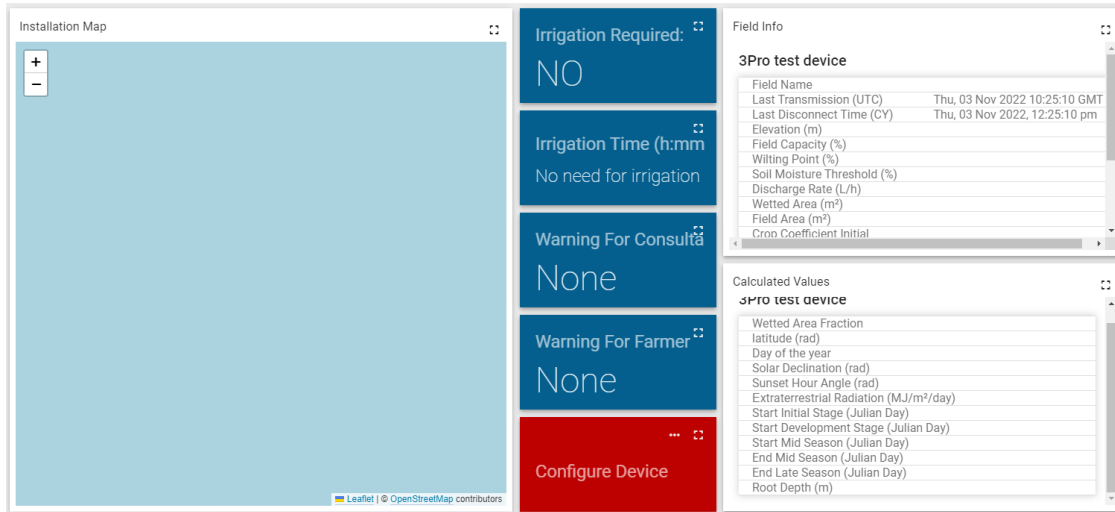 Installation Map
+
−
Leaflet | © OpenStreetMap contributors
Irrigation Required:
NO
Irrigation Time (h:mm
No need for irrigation
Warning For Consulta
None
Warning For Farmer
None
Configure Device
Field Info
3Pro test device
Field Name
Last Transmission (UTC) Thu, 03 Nov 2022 10:25:10 GMT
Last Disconnect Time (CY) Thu, 03 Nov 2022, 12:25:10 pm
Elevation (m)
Field Capacity (%)
Wilting Point (%)
Soil Moisture Threshold (%)
Discharge Rate (L/h)
Wetted Area (m²)
Field Area (m²)
Crop Coefficient Initial
Calculated Values
3Pro test device
Wetted Area Fraction
latitude (rad)
Day of the year
Solar Declination (rad)
Sunset Hour Angle (rad)
Extraterrestrial Radiation (MJ/m²/day)
Start Initial Stage (Julian Day)
Start Development Stage (Julian Day)
Start Mid Season (Julian Day)
End Mid Season (Julian Day)
End Late Season (Julian Day)
Root Depth (m)